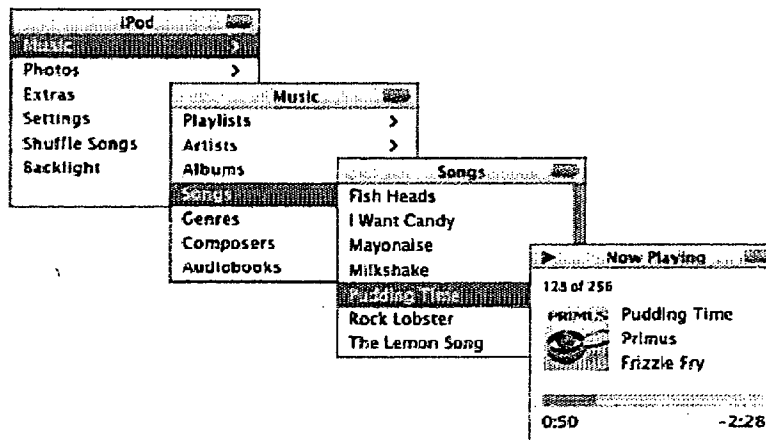 iPod
Music >
Photos >
Extras
Settings
Shuffle Songs
Backlight
Music
Playlists >
Artists >
Albums
Songs
Genres
Composers
Audiobooks
Songs
Fish Heads
I Want Candy
Mayonaise
Milkshake
Pudding Time
Rock Lobster
The Lemon Song
Now Playing
128 of 256
PRIMUS
Pudding Time
Primus
Frizzle Fry
0:50
-2:28